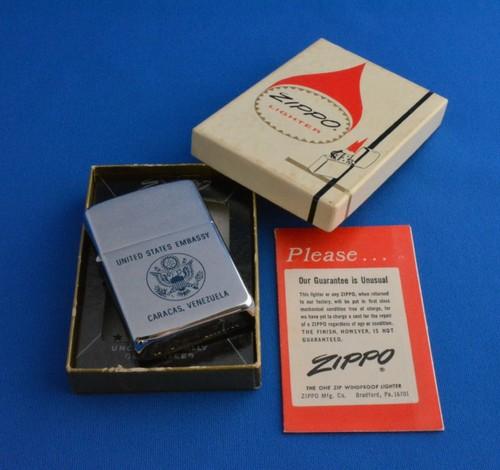 ZIPPO
LIGHTER
UNITED STATES EMBASSY
CARACAS, VENEZUELA
Please...
Our Guarantee is Unusual
This lighter or any ZIPPO, when returned
to our factory, will be put in first class
mechanical condition free of charge, for
we have yet to charge a cent for the repair
of a ZIPPO regardless of age or condition.
THE FINISH, HOWEVER, IS NOT
GUARANTEED.
ZIPPO
®
THE ONE ZIP WINDPROOF LIGHTER
ZIPPO Mfg. Co. Bradford, Pa. 16701